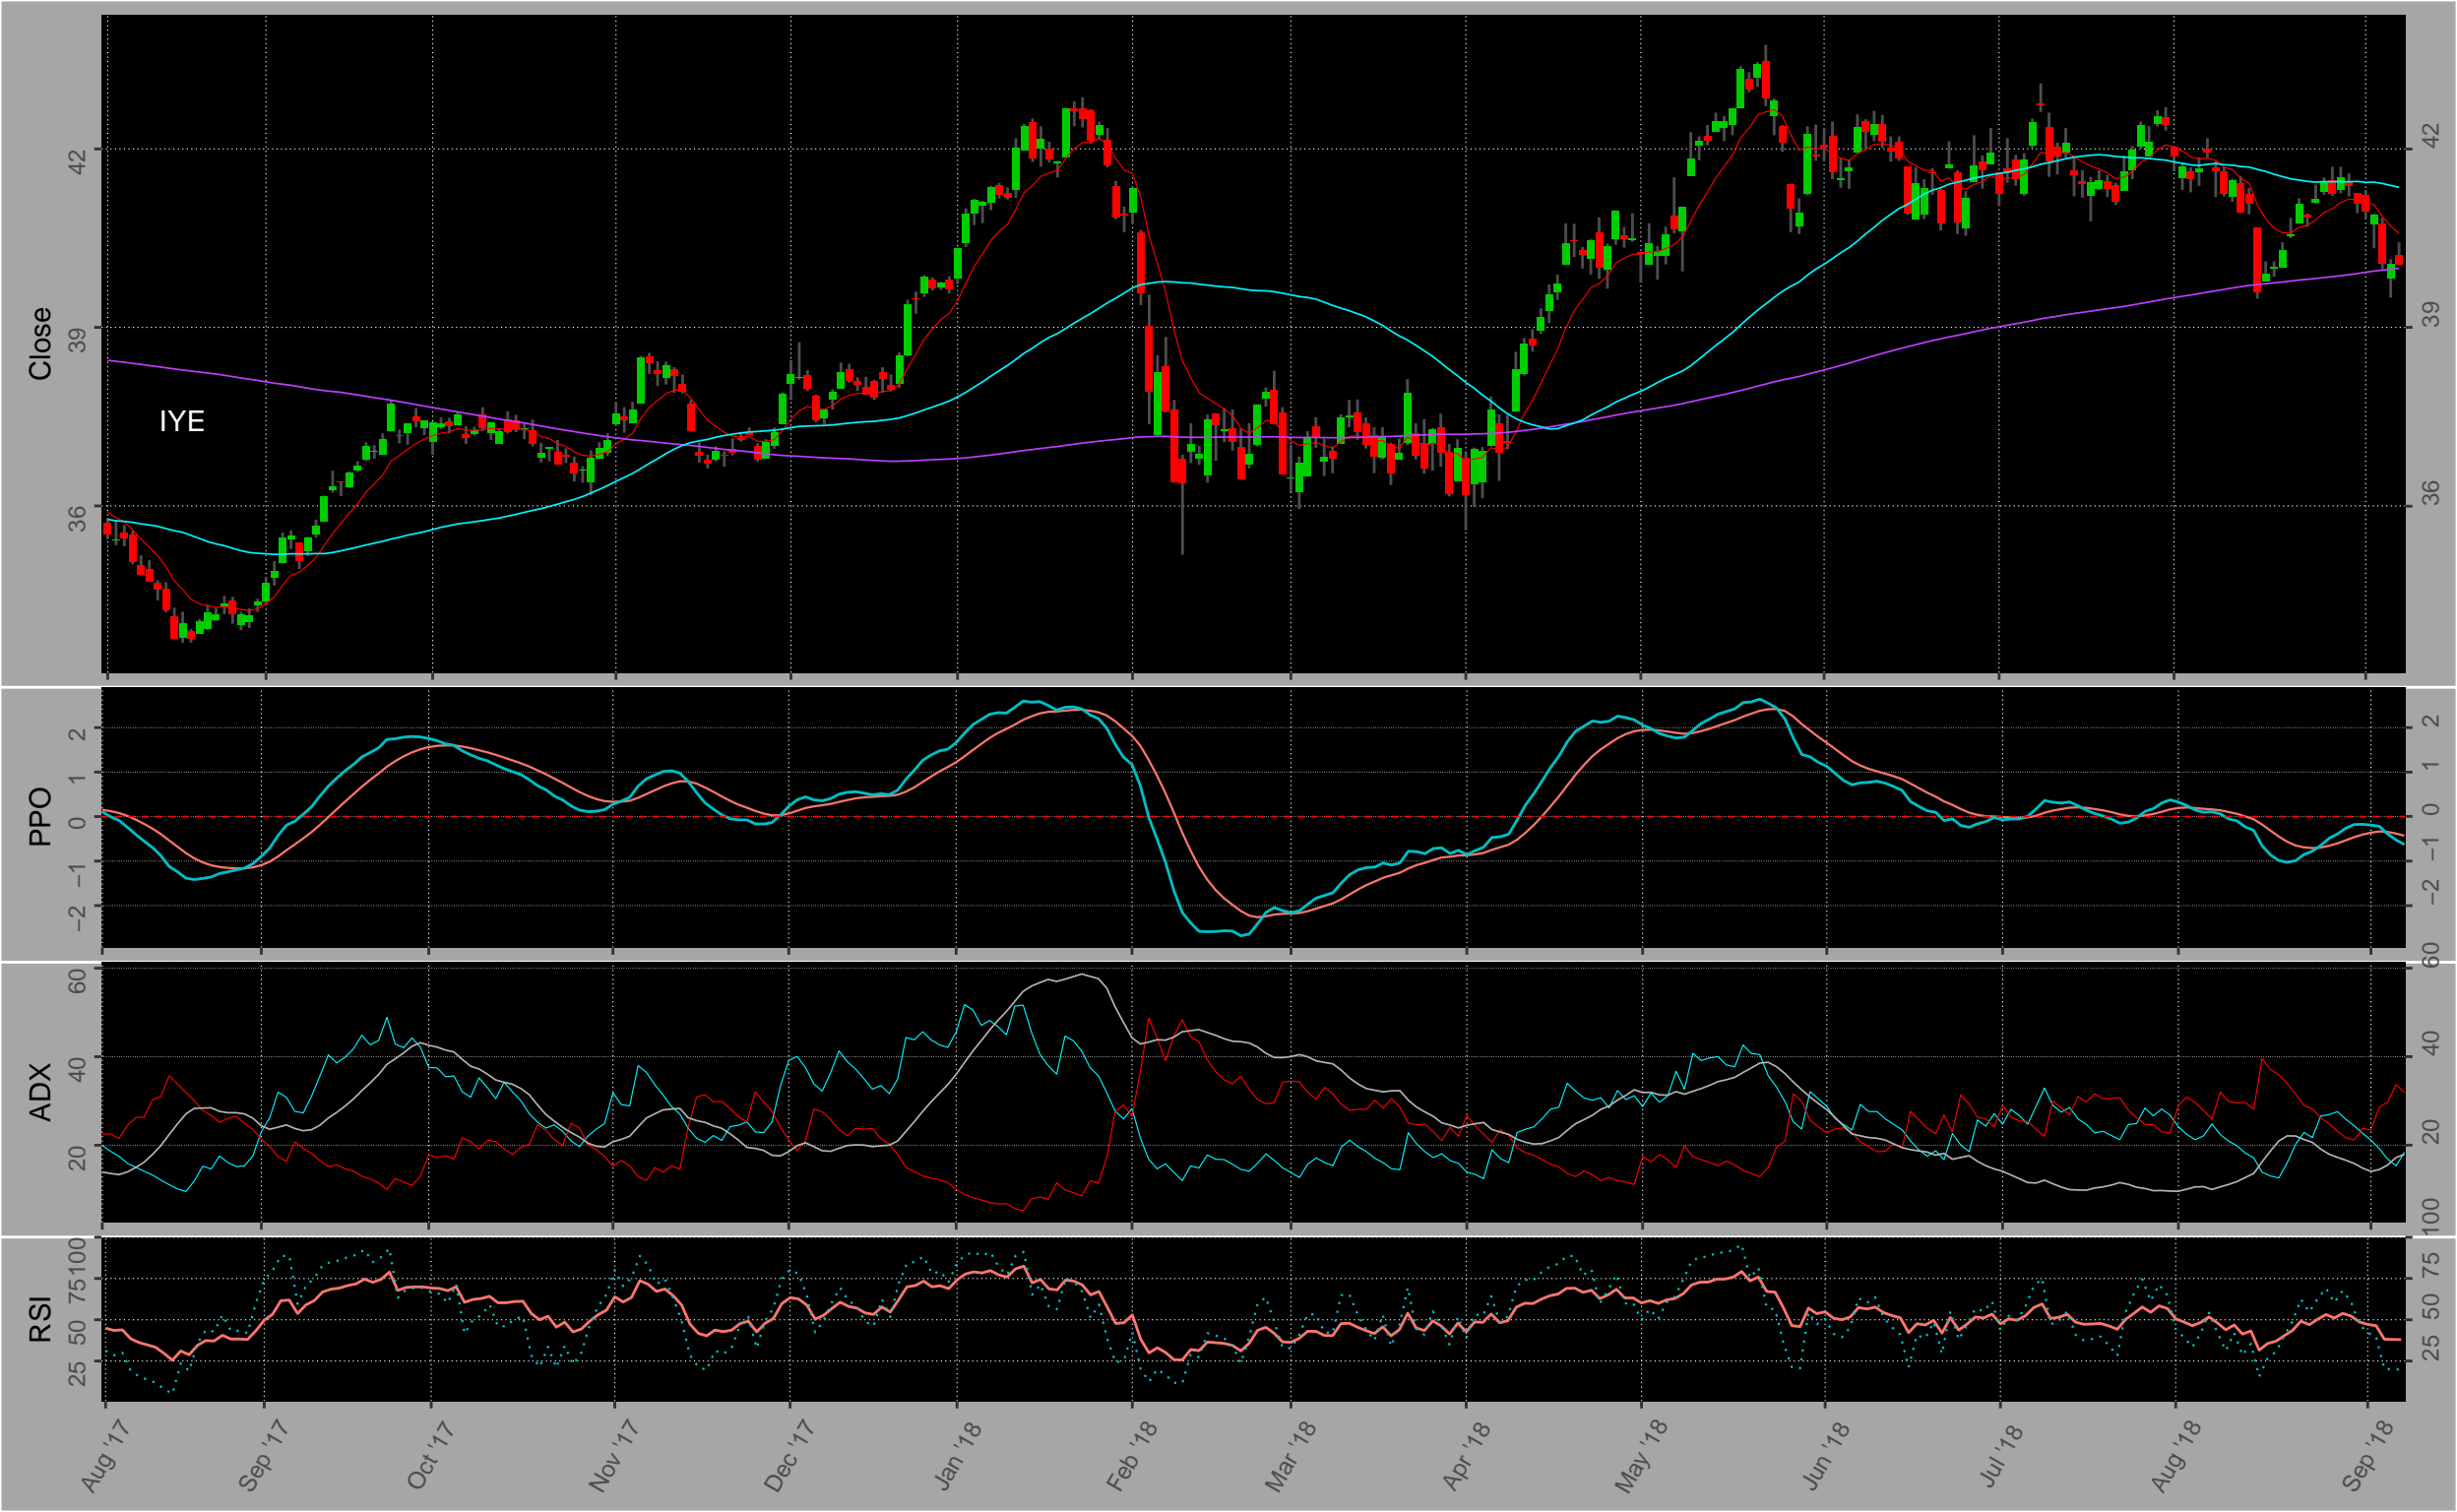 Close
42
39
36
IYE
42
39
36
PPO
2
1
0
−1
−2
2
1
0
−1
−2
ADX
60
40
20
60
40
20
RSI
100
75
50
25
100
75
50
25
Aug '17
Sep '17
Oct '17
Nov '17
Dec '17
Jan '18
Feb '18
Mar '18
Apr '18
May '18
Jun '18
Jul '18
Aug '18
Sep '18